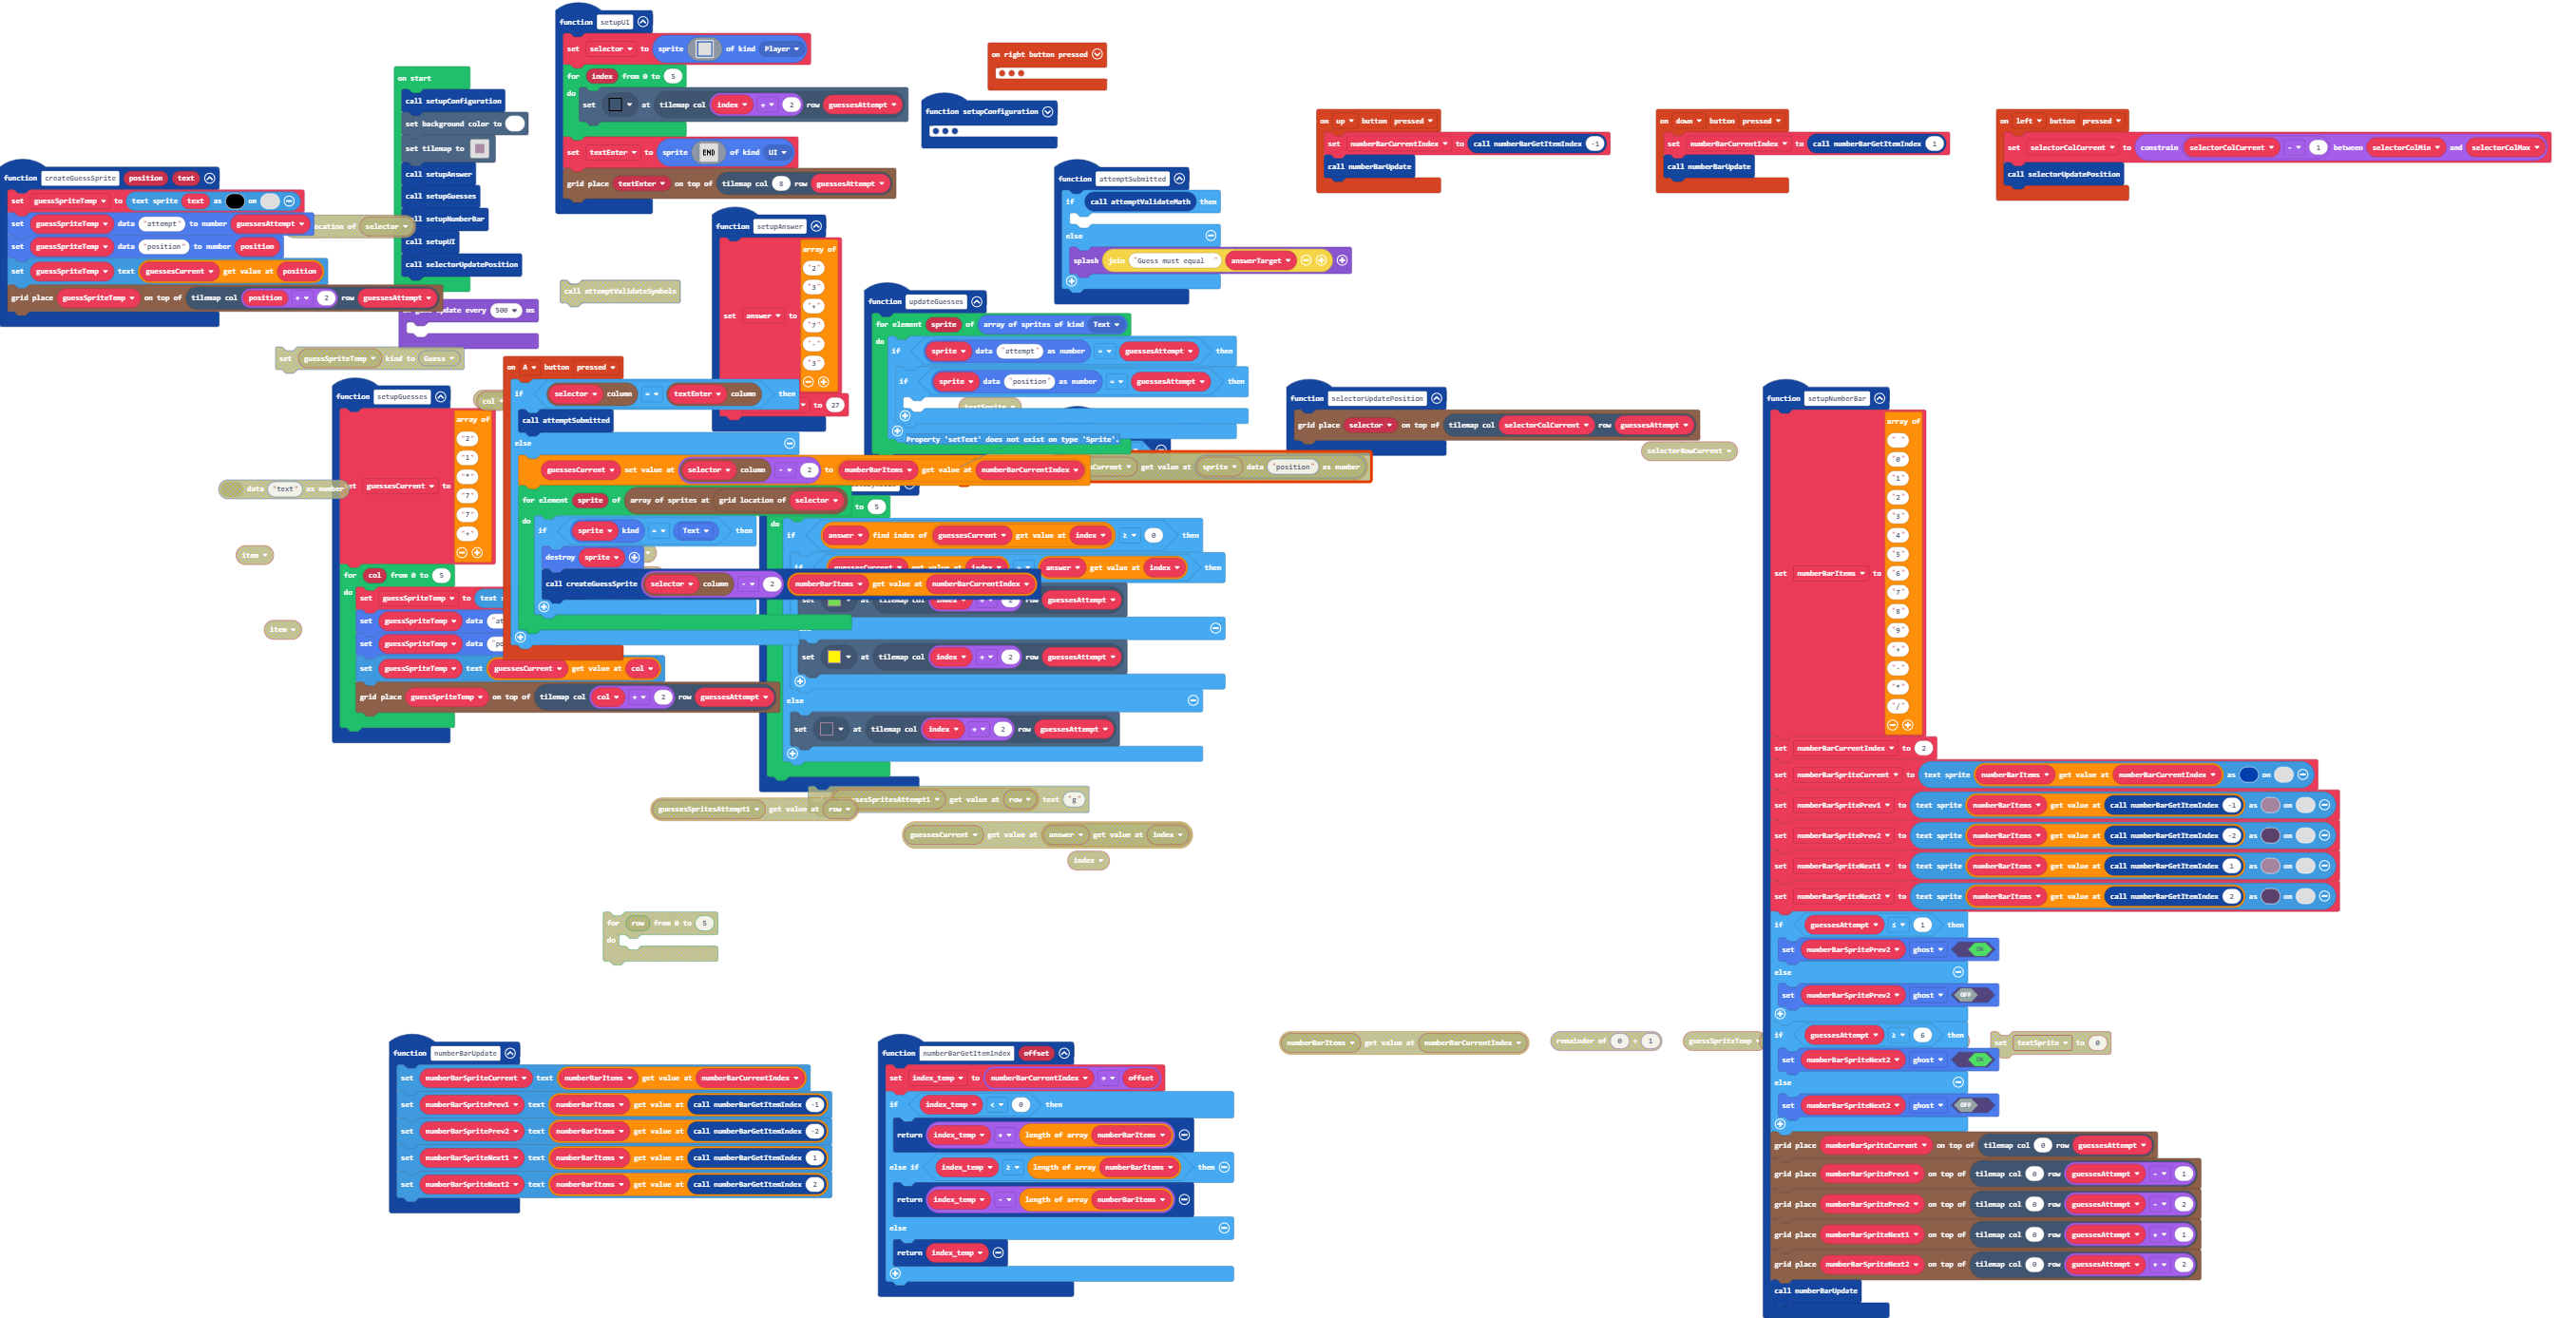 function setupUI
set selector to sprite of kind Player
for index from 0 to 5
do
set at tilemap col index + 2 row guessesAttempt
set textEnter to sprite END of kind UI
grid place textEnter on top of tilemap col 8 row guessesAttempt
on right button pressed
function setupConfiguration
on start
call setupConfiguration
set background color to
set tilemap to
call setupAnswer
call setupGuesses
call setupNumberBar
call setupUI
call selectorUpdatePosition
update every 500 ms
function createGuessSprite position text
set guessSpriteTemp to text sprite text as on
set guessSpriteTemp data "attempt" to number guessesAttempt
set guessSpriteTemp data "position" to number position
set guessSpriteTemp text guessesCurrent get value at position
grid place guessSpriteTemp on top of tilemap col position + 2 row guessesAttempt
location of selector
call attemptValidateSymbols
set guessSpriteTemp kind to Guess
function setupAnswer
set answer to
array of
"2"
"3"
"+"
"7"
"-"
"3"
to 27
function attemptSubmitted
if call attemptValidateMath then
else
splash join "Guess must equal " answerTarget
on up button pressed
set numberBarCurrentIndex to call numberBarGetItemIndex -1
call numberBarUpdate
on down button pressed
set numberBarCurrentIndex to call numberBarGetItemIndex 1
call numberBarUpdate
on left button pressed
set selectorColCurrent to constrain selectorColCurrent - 1 between selectorColMin and selectorColMax
call selectorUpdatePosition
function updateGuesses
for element sprite of array of sprites of kind Text
do
if sprite data "attempt" as number = guessesAttempt then
if sprite data "position" as number = guessesAttempt then
textSprite
Property 'setText' does not exist on type 'Sprite'.
Current get value at sprite data "position" as number
function selectorUpdatePosition
grid place selector on top of tilemap col selectorColCurrent row guessesAttempt
selectorRowCurrent
on A button pressed
if selector column = textEnter column then
call attemptSubmitted
else
guessesCurrent set value at selector column - 2 to numberBarItems get value at numberBarCurrentIndex
for element sprite of array of sprites at grid location of selector
do
if sprite kind = Text then
destroy sprite
call createGuessSprite selector column - 2 numberBarItems get value at numberBarCurrentIndex
function setupGuesses
guessesCurrent to
array of
"2"
"1"
"*"
"7"
"7"
"+"
for col from 0 to 5
do
set guessSpriteTemp to text
set guessSpriteTemp data
set guessSpriteTemp data
set guessSpriteTemp text guessesCurrent get value at col
grid place guessSpriteTemp on top of tilemap col col + 2 row guessesAttempt
col
data "text" as number
item
item
to 5
do
if answer find index of guessesCurrent get value at index ≥ 0 then
if guessesCurrent get value at index = answer get value at index then
set at tilemap col index + 2 row guessesAttempt
set at tilemap col index + 2 row guessesAttempt
else
set at tilemap col index + 2 row guessesAttempt
guessesSpritesAttempt1 get value at row
get value at row text "g"
guessesCurrent get value at answer get value at index
index
for row from 0 to 5
do
function numberBarUpdate
set numberBarSpriteCurrent text numberBarItems get value at numberBarCurrentIndex
set numberBarSpritePrev1 text numberBarItems get value at call numberBarGetItemIndex -1
set numberBarSpritePrev2 text numberBarItems get value at call numberBarGetItemIndex -2
set numberBarSpriteNext1 text numberBarItems get value at call numberBarGetItemIndex 1
set numberBarSpriteNext2 text numberBarItems get value at call numberBarGetItemIndex 2
function numberBarGetItemIndex offset
set index_temp to numberBarCurrentIndex + offset
if index_temp < 0 then
return index_temp + length of array numberBarItems
else if index_temp ≥ length of array numberBarItems then
return index_temp - length of array numberBarItems
else
return index_temp
numberBarItems get value at numberBarCurrentIndex
remainder of 0 ÷ 1
guessSpriteTemp
set textSprite to 0
function setupNumberBar
set numberBarItems to
array of
" "
"0"
"1"
"2"
"3"
"4"
"5"
"6"
"7"
"8"
"9"
"+"
"-"
"*"
"/"
set numberBarCurrentIndex to 2
set numberBarSpriteCurrent to text sprite numberBarItems get value at numberBarCurrentIndex as on
set numberBarSpritePrev1 to text sprite numberBarItems get value at call numberBarGetItemIndex -1 as on
set numberBarSpritePrev2 to text sprite numberBarItems get value at call numberBarGetItemIndex -2 as on
set numberBarSpriteNext1 to text sprite numberBarItems get value at call numberBarGetItemIndex 1 as on
set numberBarSpriteNext2 to text sprite numberBarItems get value at call numberBarGetItemIndex 2 as on
if guessesAttempt ≤ 1 then
set numberBarSpritePrev2 ghost ON
else
set numberBarSpritePrev2 ghost OFF
if guessesAttempt ≥ 6 then
set numberBarSpriteNext2 ghost ON
else
set numberBarSpriteNext2 ghost OFF
grid place numberBarSpriteCurrent on top of tilemap col 0 row guessesAttempt
grid place numberBarSpritePrev1 on top of tilemap col 0 row guessesAttempt - 1
grid place numberBarSpritePrev2 on top of tilemap col 0 row guessesAttempt - 2
grid place numberBarSpriteNext1 on top of tilemap col 0 row guessesAttempt + 1
grid place numberBarSpriteNext2 on top of tilemap col 0 row guessesAttempt + 2
call numberBarUpdate